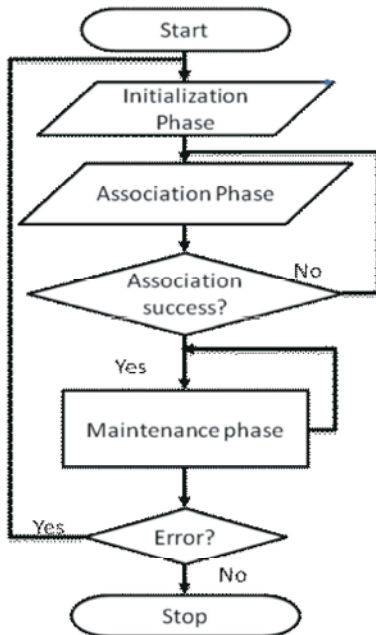 Start
Initialization
Phase
Association Phase
Association
success?
No
Yes
Maintenance phase
Yes
Error?
No
Stop